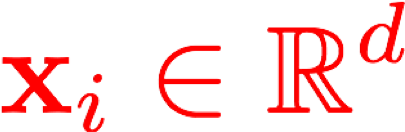 𝐱ᵢ ∈ ℝᵈ